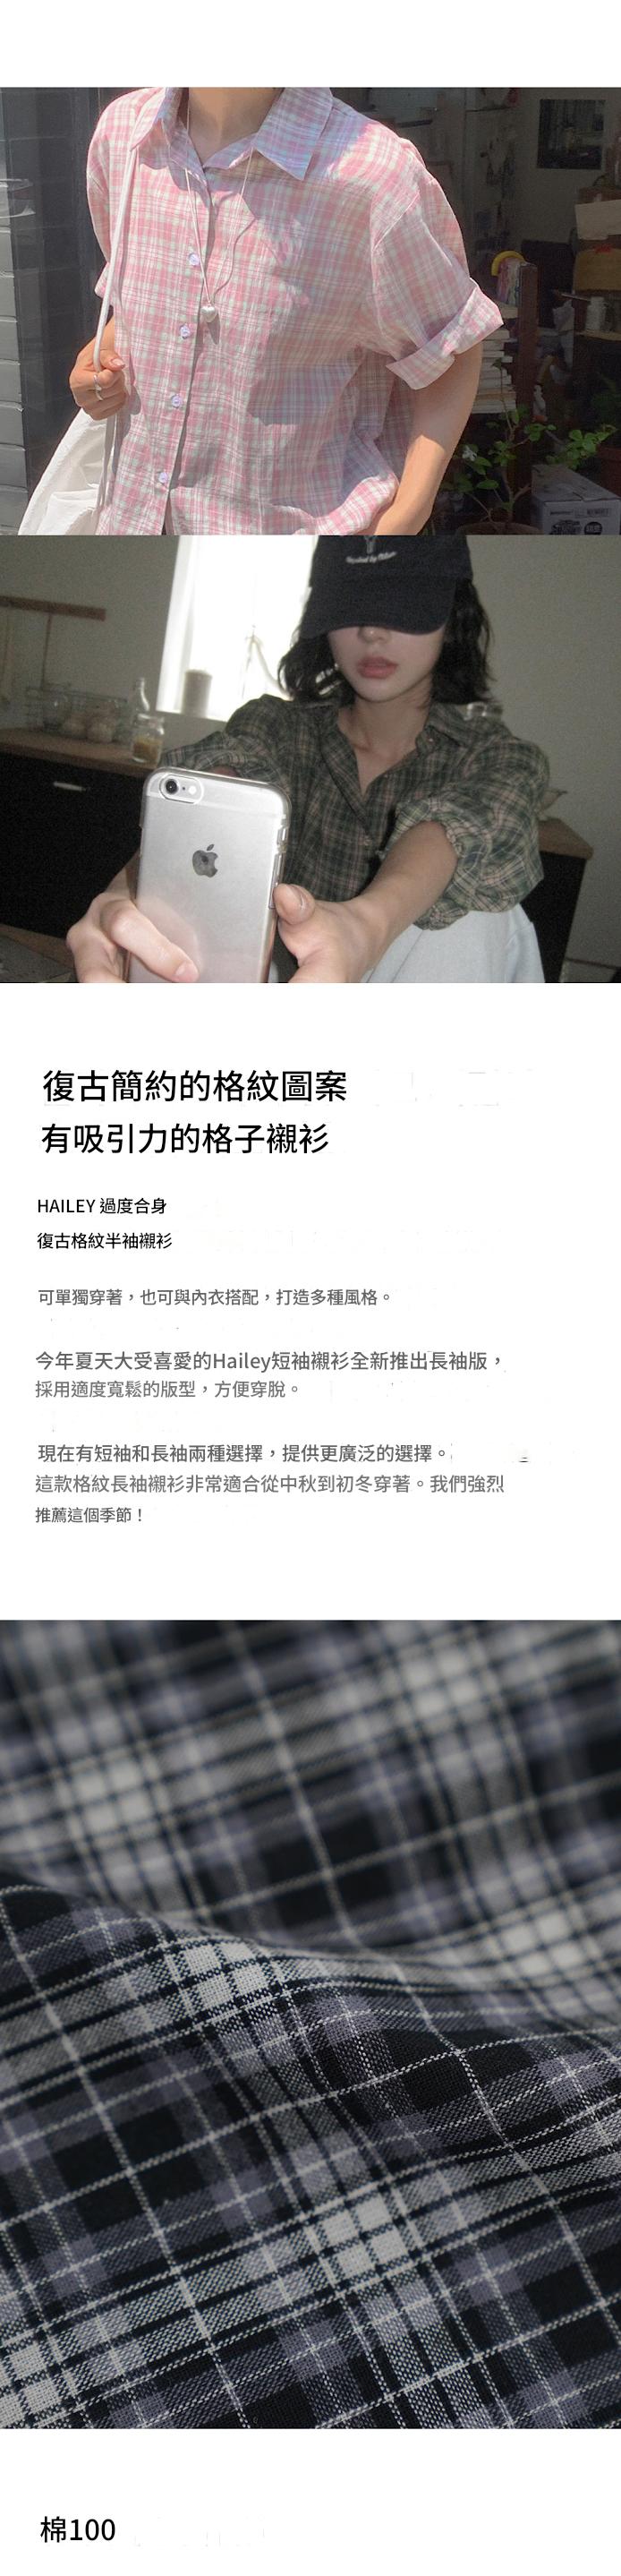 復古簡約的格紋圖案
有吸引力的格子襯衫
HAILEY 過度合身
復古格紋半袖襯衫
可單獨穿著，也可與內衣搭配，打造多種風格。
今年夏天大受喜愛的Hailey短袖襯衫全新推出長袖版，
採用適度寬鬆的版型，方便穿脫。
現在有短袖和長袖兩種選擇，提供更廣泛的選擇。
這款格紋長袖襯衫非常適合從中秋到初冬穿著。我們強烈
推薦這個季節！
棉100